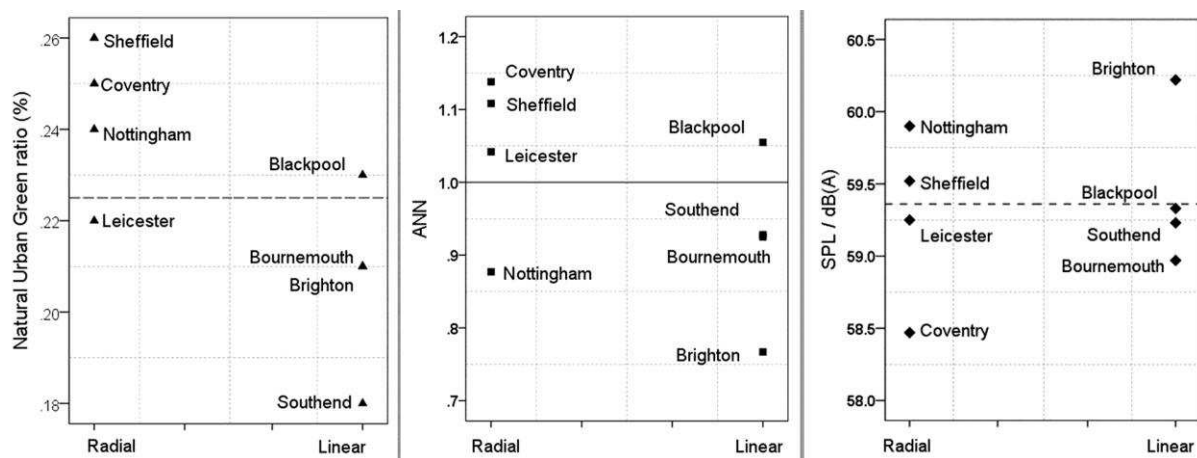 Natural Urban Green ratio (%)
.26
.24
.22
.20
.18
Sheffield
Coventry
Nottingham
Blackpool
Leicester
Bournemouth
Brighton
Southend
Radial
Linear
ANN
1.2
1.1
1.0
.9
.8
.7
Coventry
Sheffield
Blackpool
Leicester
Southend
Bournemouth
Nottingham
Brighton
Radial
Linear
SPL / dB(A)
60.5
60.0
59.5
59.0
58.5
58.0
Brighton
Nottingham
Sheffield
Blackpool
Leicester
Southend
Bournemouth
Coventry
Radial
Linear